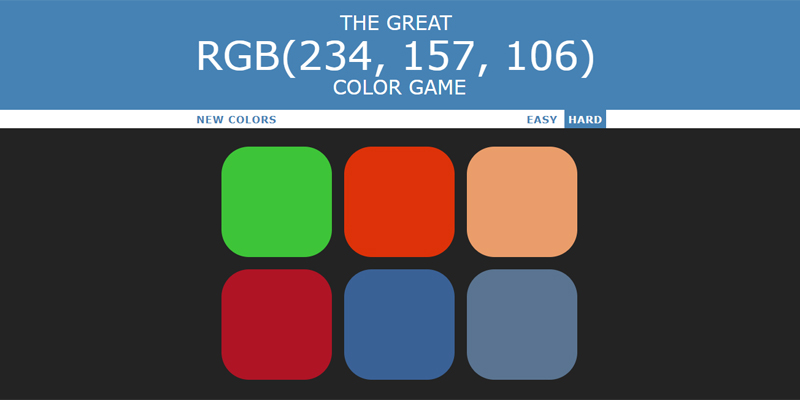 THE GREAT
RGB(234, 157, 106)
COLOR GAME
NEW COLORS EASY HARD